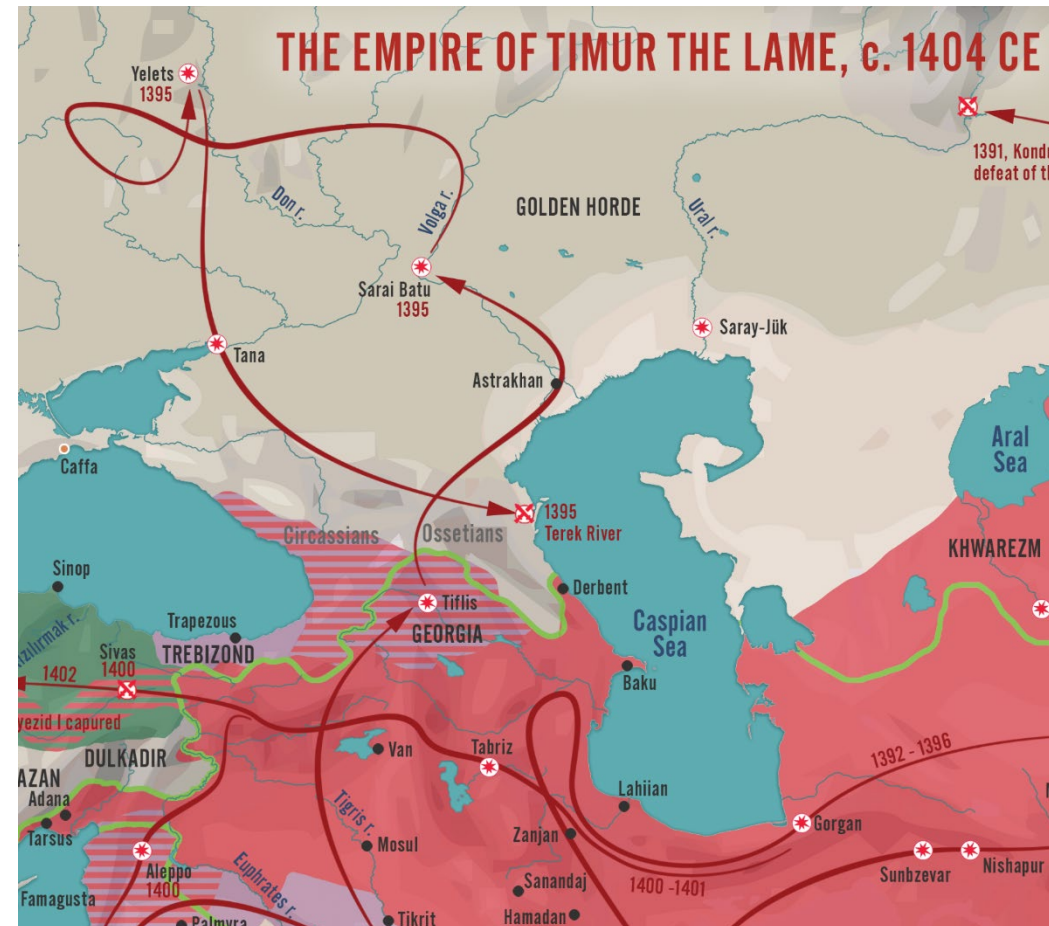 THE EMPIRE OF TIMUR THE LAME, c. 1404 CE
Yelets
1395
1391, Kond
defeat of th
Don r.
Volga r.
GOLDEN HORDE
Ural r.
Sarai Batu
1395
Saray-Jük
Tana
Astrakhan
Aral
Sea
Caffa
1395
Terek River
Circassians
Ossetians
KHWAREZM
Sinop
Derbent
Tiflis
Trapezous
GEORGIA
Caspian
Sea
TREBIZOND
ızılırmak r.
Sivas
1400
1402
Baku
yezid I capured
Van
Tabriz
1392 - 1396
DULKADIR
AZAN
Adana
Tarsus
Tigris r.
Lahiian
Gorgan
Zanjan
Mosul
Aleppo
1400
Euphrates r.
1400 -1401
Sunbzevar
Nishapur
Sanandaj
Famagusta
Palmyra
Tikrit
Hamadan